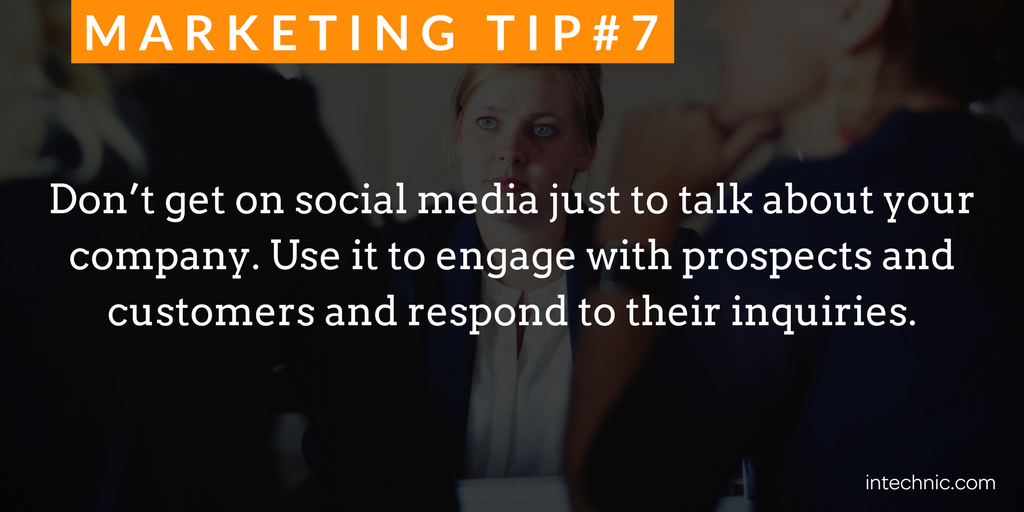 MARKETING TIP#7
Don’t get on social media just to talk about your
company. Use it to engage with prospects and
customers and respond to their inquiries.
intechnic.com